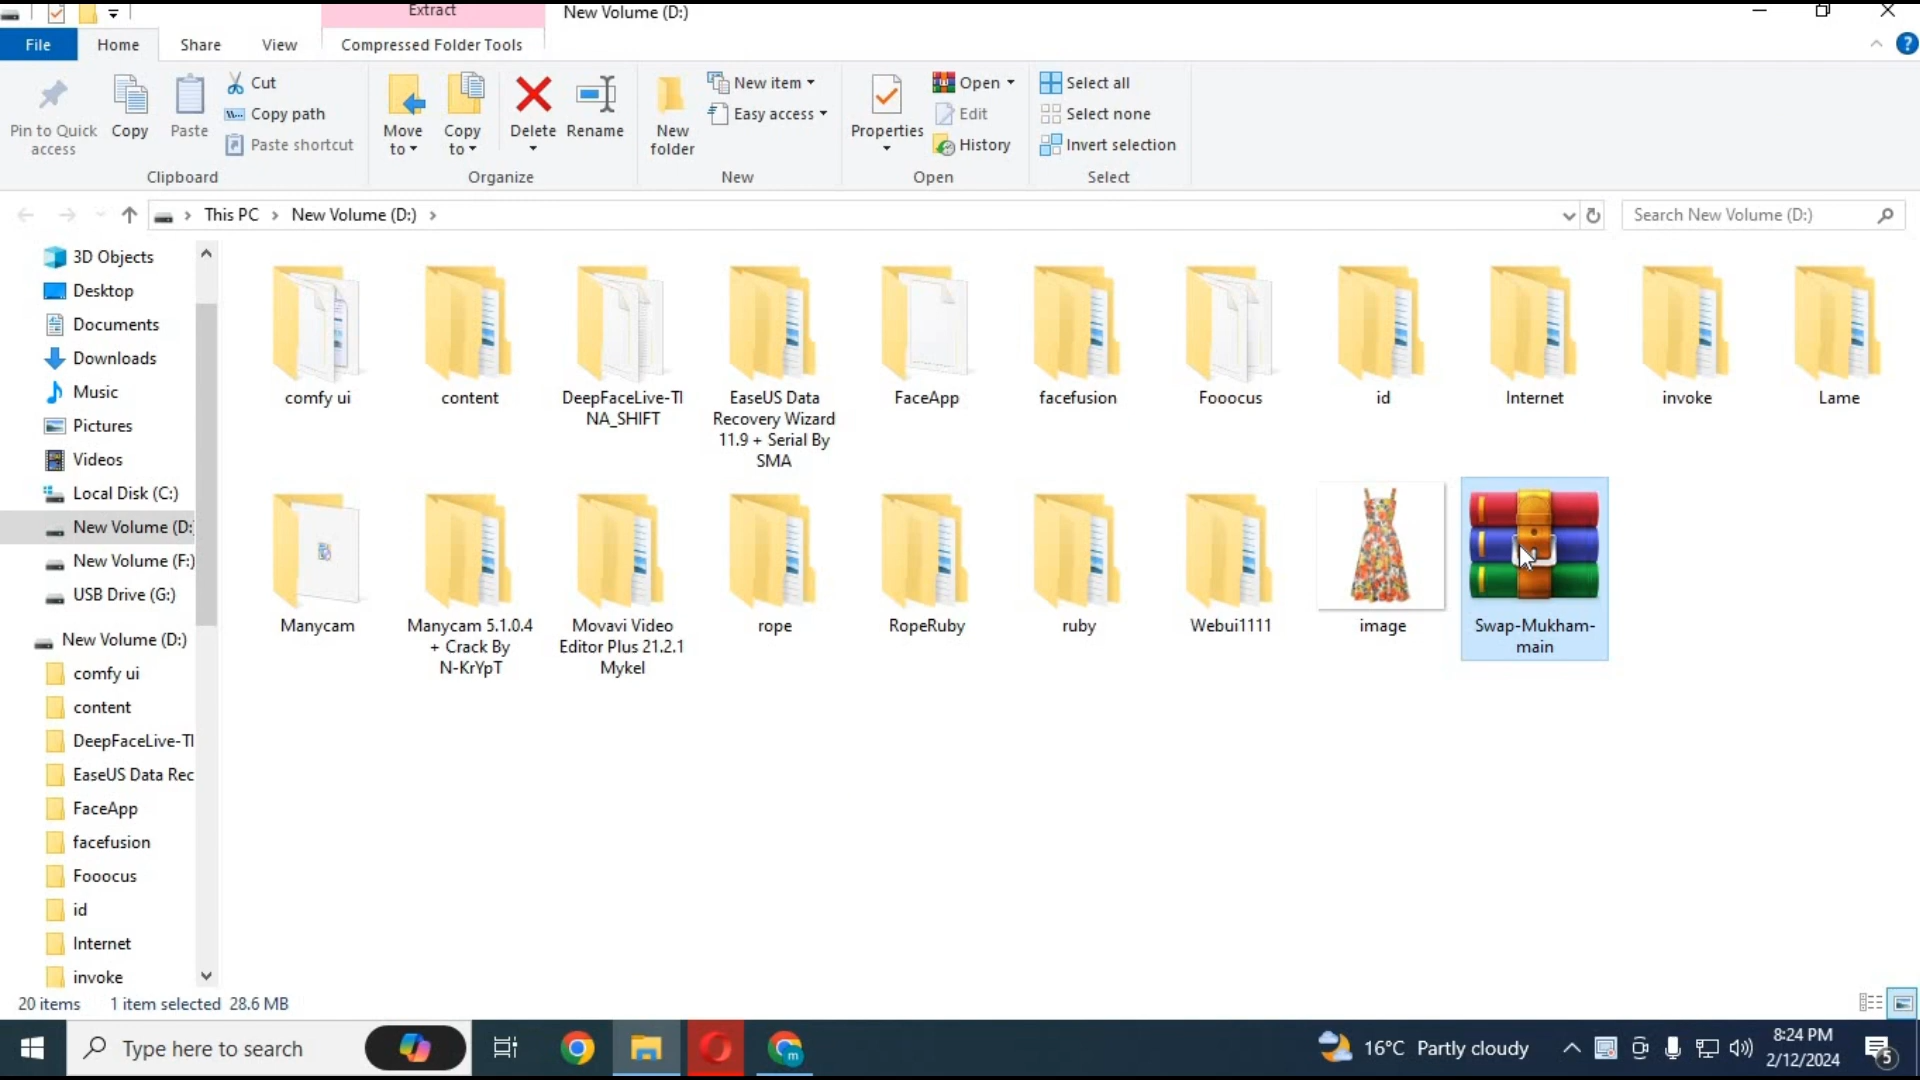 Extract
New Volume (D:)
File
Home
Share
View
Compressed Folder Tools
Pin to Quick
access
Copy
Paste
Cut
Copy path
Paste shortcut
Clipboard
Move
to
Copy
to
Delete
Rename
Organize
New
folder
New item
Easy access
New
Properties
Open
Edit
History
Open
Select all
Select none
Invert selection
Select
This PC
New Volume (D:)
Search New Volume (D:)
3D Objects
Desktop
Documents
Downloads
Music
Pictures
Videos
Local Disk (C:)
New Volume (D:
New Volume (F:)
USB Drive (G:)
New Volume (D:)
comfy ui
content
DeepFaceLive-TI
EaseUS Data Rec
FaceApp
facefusion
Fooocus
id
Internet
invoke
comfy ui
content
DeepFaceLive-TI
NA_SHIFT
EaseUS Data
Recovery Wizard
11.9 + Serial By
SMA
FaceApp
facefusion
Fooocus
id
Internet
invoke
Lame
Manycam
Manycam 5.1.0.4
+ Crack By
N-KrYpT
Movavi Video
Editor Plus 21.2.1
Mykel
rope
RopeRuby
ruby
Webui1111
image
Swap-Mukham-
main
20 items
1 item selected 28.6 MB
Type here to search
m
16°C Partly cloudy
8:24 PM
2/12/2024
5